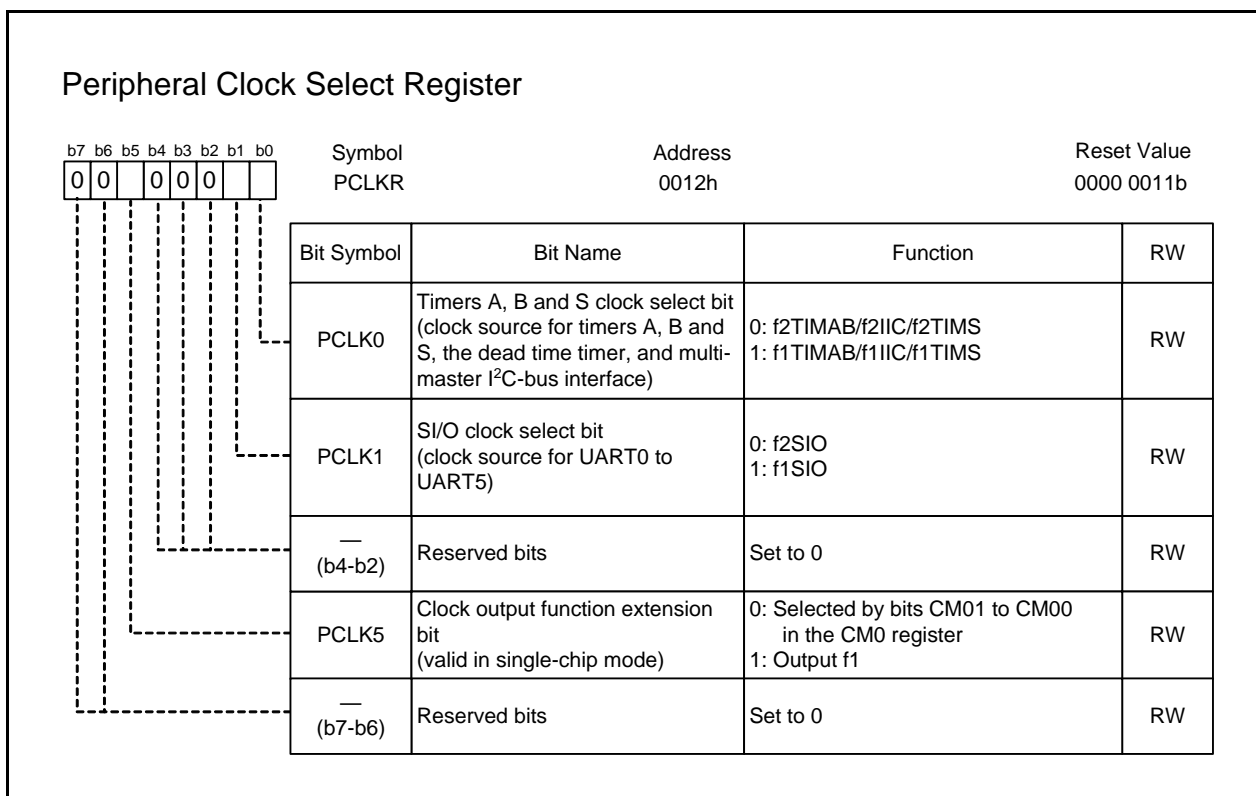 Peripheral Clock Select Register
b7 b6 b5 b4 b3 b2 b1 b0
Symbol Address Reset Value
0 0 0 0 0
PCLKR 0012h 0000 0011b
Bit Symbol Bit Name Function RW
PCLK0
Timers A, B and S clock select bit
(clock source for timers A, B and
S, the dead time timer, and multi-
master I²C-bus interface)
0: f2TIMAB/f2IIC/f2TIMS
1: f1TIMAB/f1IIC/f1TIMS
RW
PCLK1
SI/O clock select bit
(clock source for UART0 to
UART5)
0: f2SIO
1: f1SIO
RW
—
(b4-b2)
Reserved bits
Set to 0
RW
PCLK5
Clock output function extension
bit
(valid in single-chip mode)
0: Selected by bits CM01 to CM00
in the CM0 register
1: Output f1
RW
—
(b7-b6)
Reserved bits
Set to 0
RW